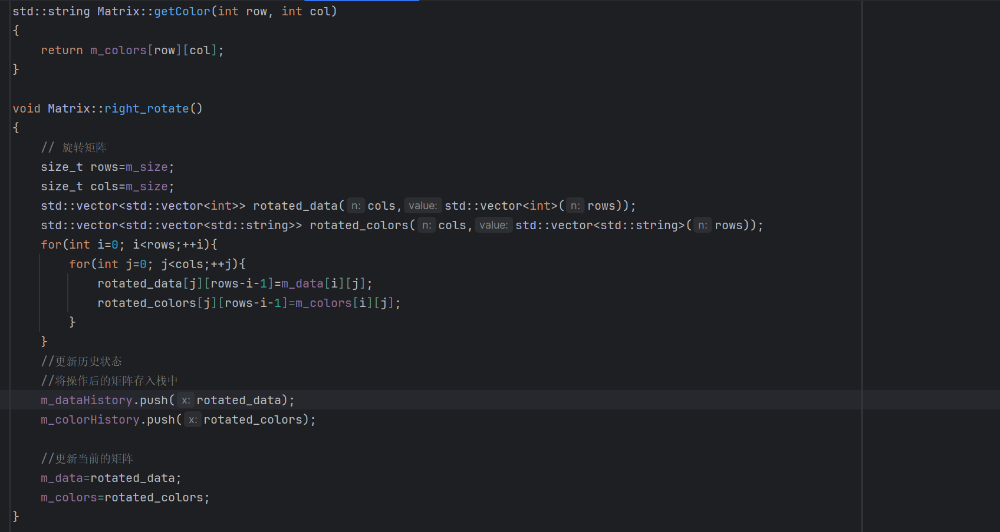 std::string Matrix::getColor(int row, int col)
{
    return m_colors[row][col];
}

void Matrix::right_rotate()
{
    // 旋转矩阵
    size_t rows=m_size;
    size_t cols=m_size;
    std::vector<std::vector<int>> rotated_data( n: cols, value: std::vector<int>( n: rows));
    std::vector<std::vector<std::string>> rotated_colors( n: cols, value: std::vector<std::string>( n: rows));
    for(int i=0; i<rows;++i){
        for(int j=0; j<cols;++j){
            rotated_data[j][rows-i-1]=m_data[i][j];
            rotated_colors[j][rows-i-1]=m_colors[i][j];
        }
    }
    //更新历史状态
    //将操作后的矩阵存入栈中
    m_dataHistory.push( x: rotated_data);
    m_colorHistory.push( x: rotated_colors);

    //更新当前的矩阵
    m_data=rotated_data;
    m_colors=rotated_colors;
}